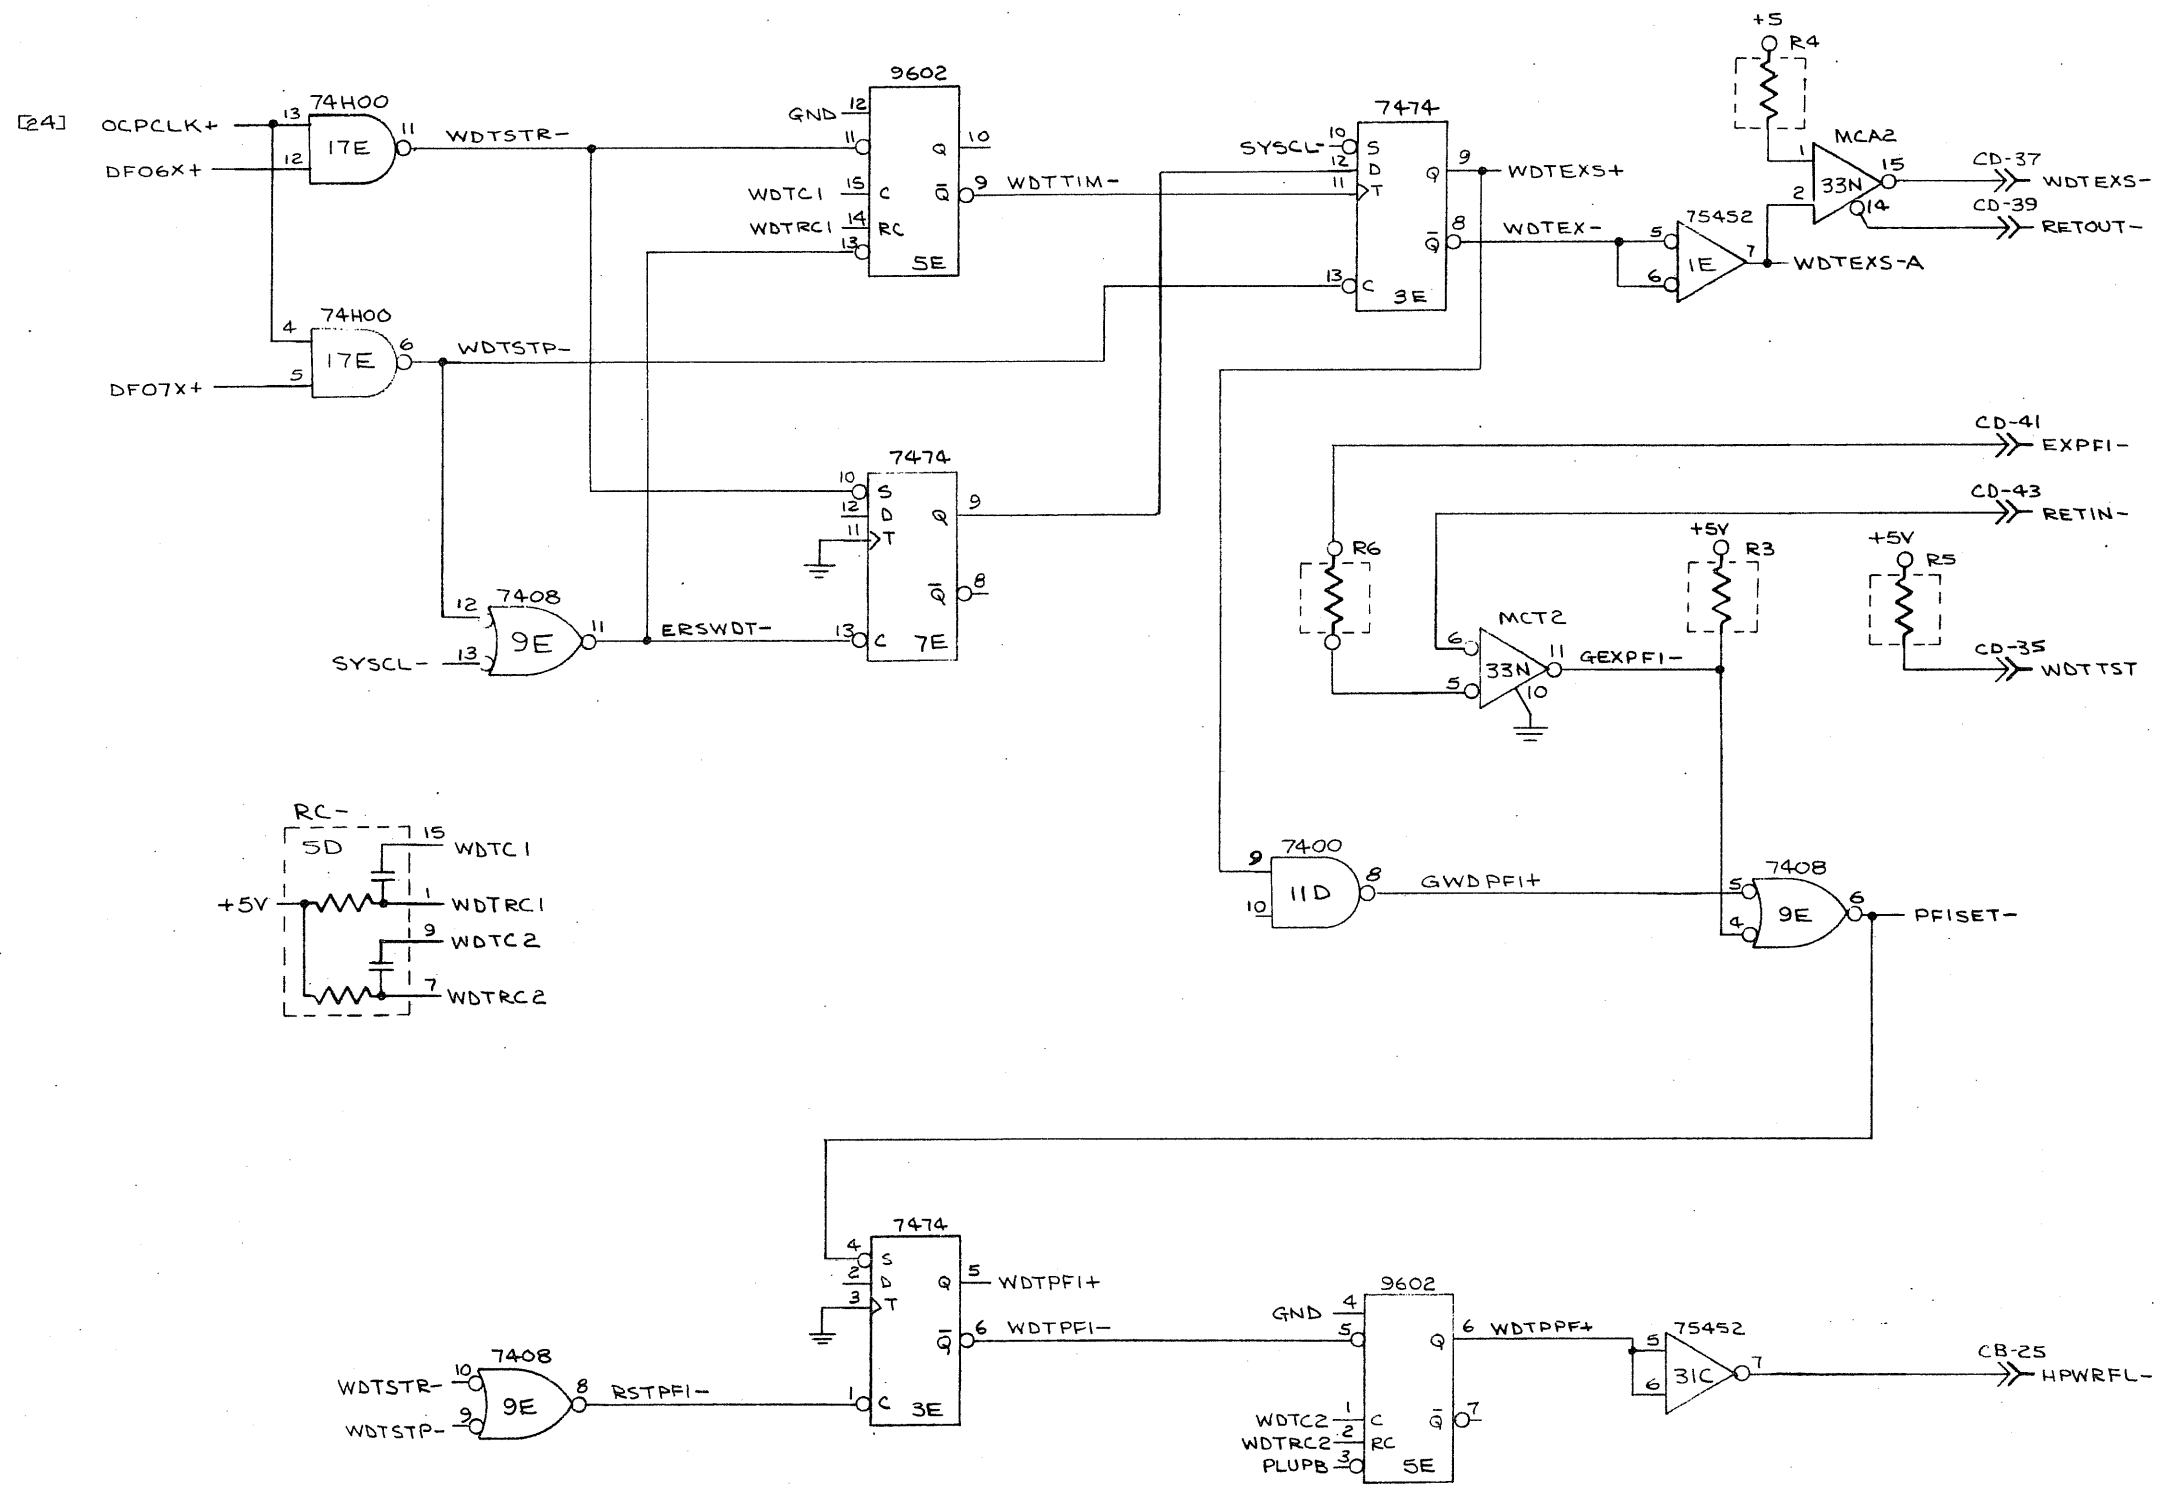 [24] OCPCLK+ 13 74H00 17E 11 WDTSTR-
DF06X+ 12
9602
GND 12
11
Q 10
WDTC1 15 C
Q 9 WDTTIM-
WDTRC1 14 RC
13
5E
7474
SYSCL- 10 S
12 D
11 T
Q 9 WDTEXS+
Q 8 WDTEX-
13 C
3E
75452
5
6
1E
7 WDTEXS-A
+5
R4
MCA2
1
2
33N
15 CD-37 WDTEXS-
14 CD-39 RETOUT-
74H00
4
5
17E
6 WDTSTP-
DF07X+
7474
10 S
12 D
11 T
Q 9
Q 8
13 C
7E
7408
12
SYSCL- 13
9E
11 ERSWDT-
CD-41 EXPFI-
CD-43 RETIN-
R6
MCT2
6
5
33N
10
11 GEXPFI-
+5V
R3
+5V
R5
CD-35 WDTTST
RC-
5D
+5V
15 WDTC1
1 WDTRC1
9 WDTC2
7 WDTRC2
7400
9
10
11D
8 GWDPFI+
7408
5
4
9E
6 PFISET-
7474
4 S
2 D
3 T
Q 5 WDTPFI+
Q 6 WDTPFI-
1 C
3E
7408
WDTSTR- 10
WDTSTP- 9
9E
8 RSTPFI-
9602
GND 4
5
Q 6 WDTPPF+
WDTC2 1 C
WDTRC2 2 RC
PLUPB 3
Q 7
5E
75452
5
6
31C
7
CB-25 HPWRFL-